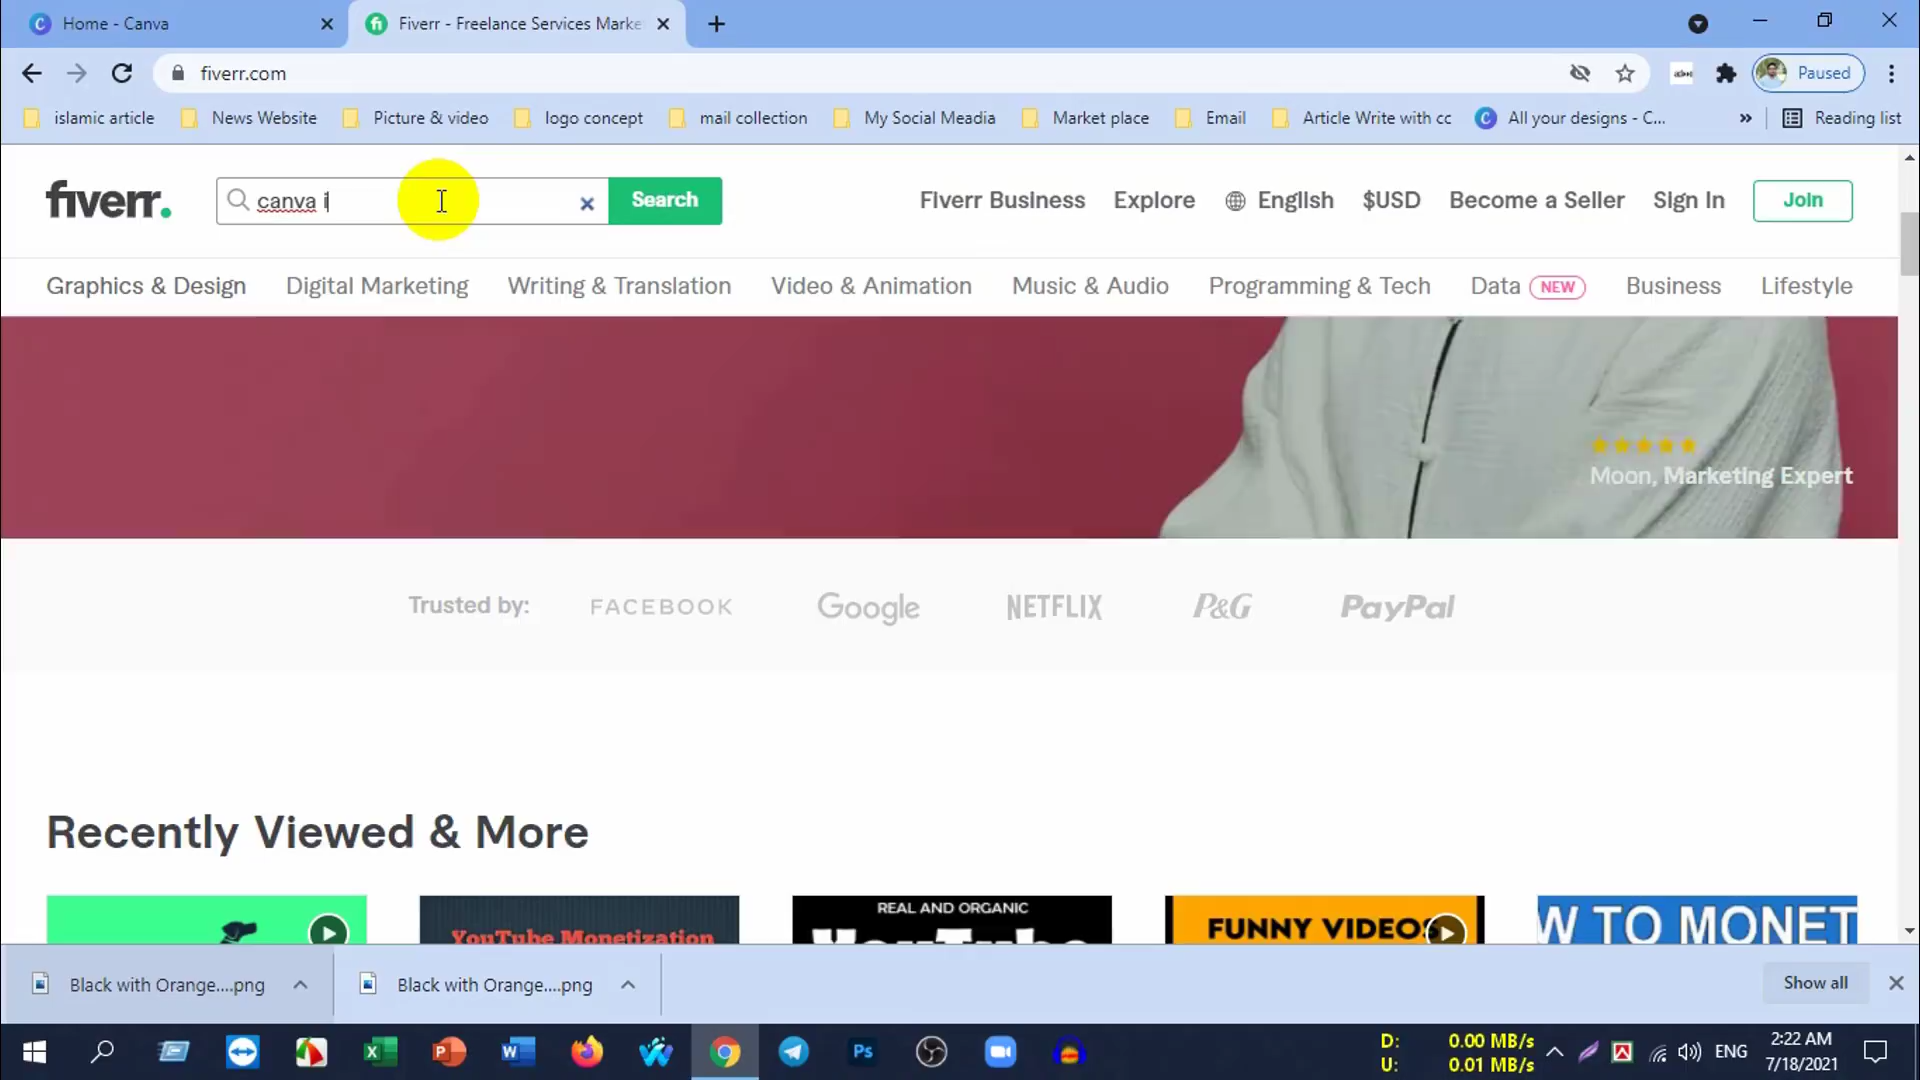 Home - Canva
Fiverr - Freelance Services Marke
fiverr.com
Paused
islamic article
News Website
Picture & video
logo concept
mail collection
My Social Meadia
Market place
Email
Article Write with cc
All your designs - C...
»
Reading list
fiverr.
canva i
Search
Fiverr Business
Explore
English
$USD
Become a Seller
Sign In
Join
Graphics & Design
Digital Marketing
Writing & Translation
Video & Animation
Music & Audio
Programming & Tech
Data NEW
Business
Lifestyle
Moon, Marketing Expert
Trusted by:
FACEBOOK
Google
NETFLIX
P&G
PayPal
Recently Viewed & More
YouTube Monetization
REAL AND ORGANIC
YouTube
FUNNY VIDEOS
W TO MONET
Black with Orange....png
Black with Orange....png
Show all
D: 0.00 MB/s
U: 0.01 MB/s
ENG
2:22 AM
7/18/2021